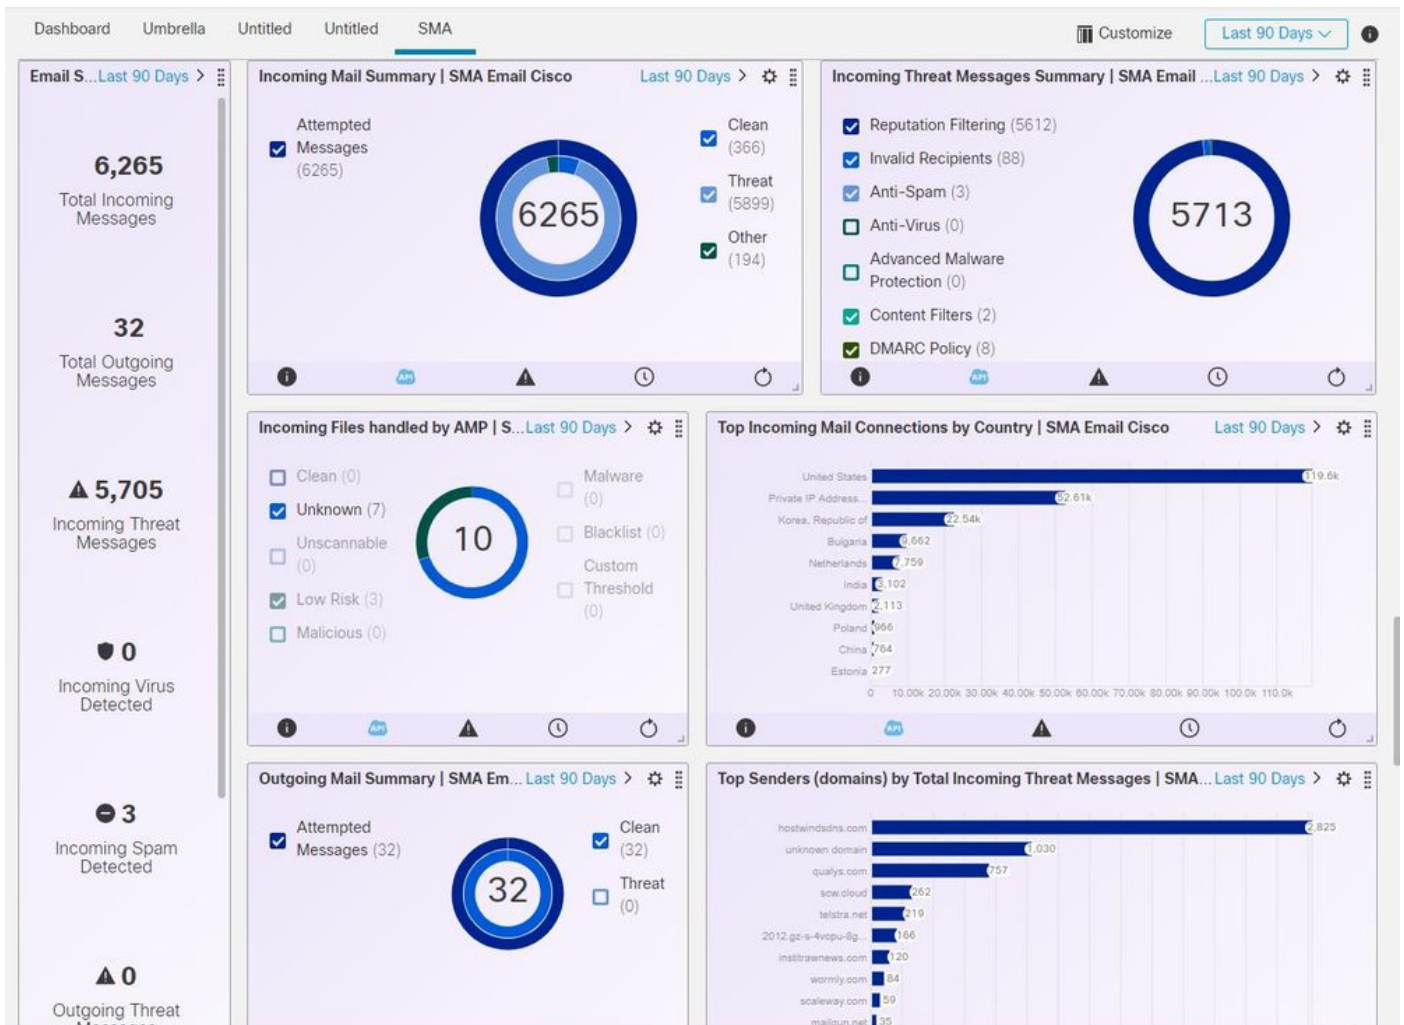 Dashboard Umbrella Untitled Untitled SMA Customize Last 90 Days
Email S... Last 90 Days
6,265
Total Incoming
Messages
32
Total Outgoing
Messages
5,705
Incoming Threat
Messages
0
Incoming Virus
Detected
3
Incoming Spam
Detected
0
Outgoing Threat
Incoming Mail Summary | SMA Email Cisco Last 90 Days
Attempted
Messages
(6265)
6265
Clean
(366)
Threat
(5899)
Other
(194)
API
Incoming Threat Messages Summary | SMA Email ... Last 90 Days
Reputation Filtering (5612)
Invalid Recipients (88)
Anti-Spam (3)
Anti-Virus (0)
Advanced Malware
Protection (0)
Content Filters (2)
DMARC Policy (8)
5713
API
Incoming Files handled by AMP | S... Last 90 Days
Clean (0)
Unknown (7)
Unscannable
(0)
Low Risk (3)
Malicious (0)
10
Malware
(0)
Blacklist (0)
Custom
Threshold
(0)
API
Top Incoming Mail Connections by Country | SMA Email Cisco Last 90 Days
United States 119.6k
Private IP Address... 52.61k
Korea, Republic of 22.54k
Bulgaria 9,662
Netherlands 7,759
India 3,102
United Kingdom 2,113
Poland 966
China 764
Estonia 277
0 10.00k 20.00k 30.00k 40.00k 50.00k 60.00k 70.00k 80.00k 90.00k 100.0k 110.0k
API
Outgoing Mail Summary | SMA Em... Last 90 Days
Attempted
Messages (32)
32
Clean
(32)
Threat
(0)
Top Senders (domains) by Total Incoming Threat Messages | SMA... Last 90 Days
hostwindsdns.com 2,825
unknown domain 1,030
qualys.com 757
scw.cloud 262
telstra.net 219
2012.gz-s-4vcpu-8g... 166
institrawnews.com 120
wormly.com 84
scaleway.com 59
mailgun.net 35